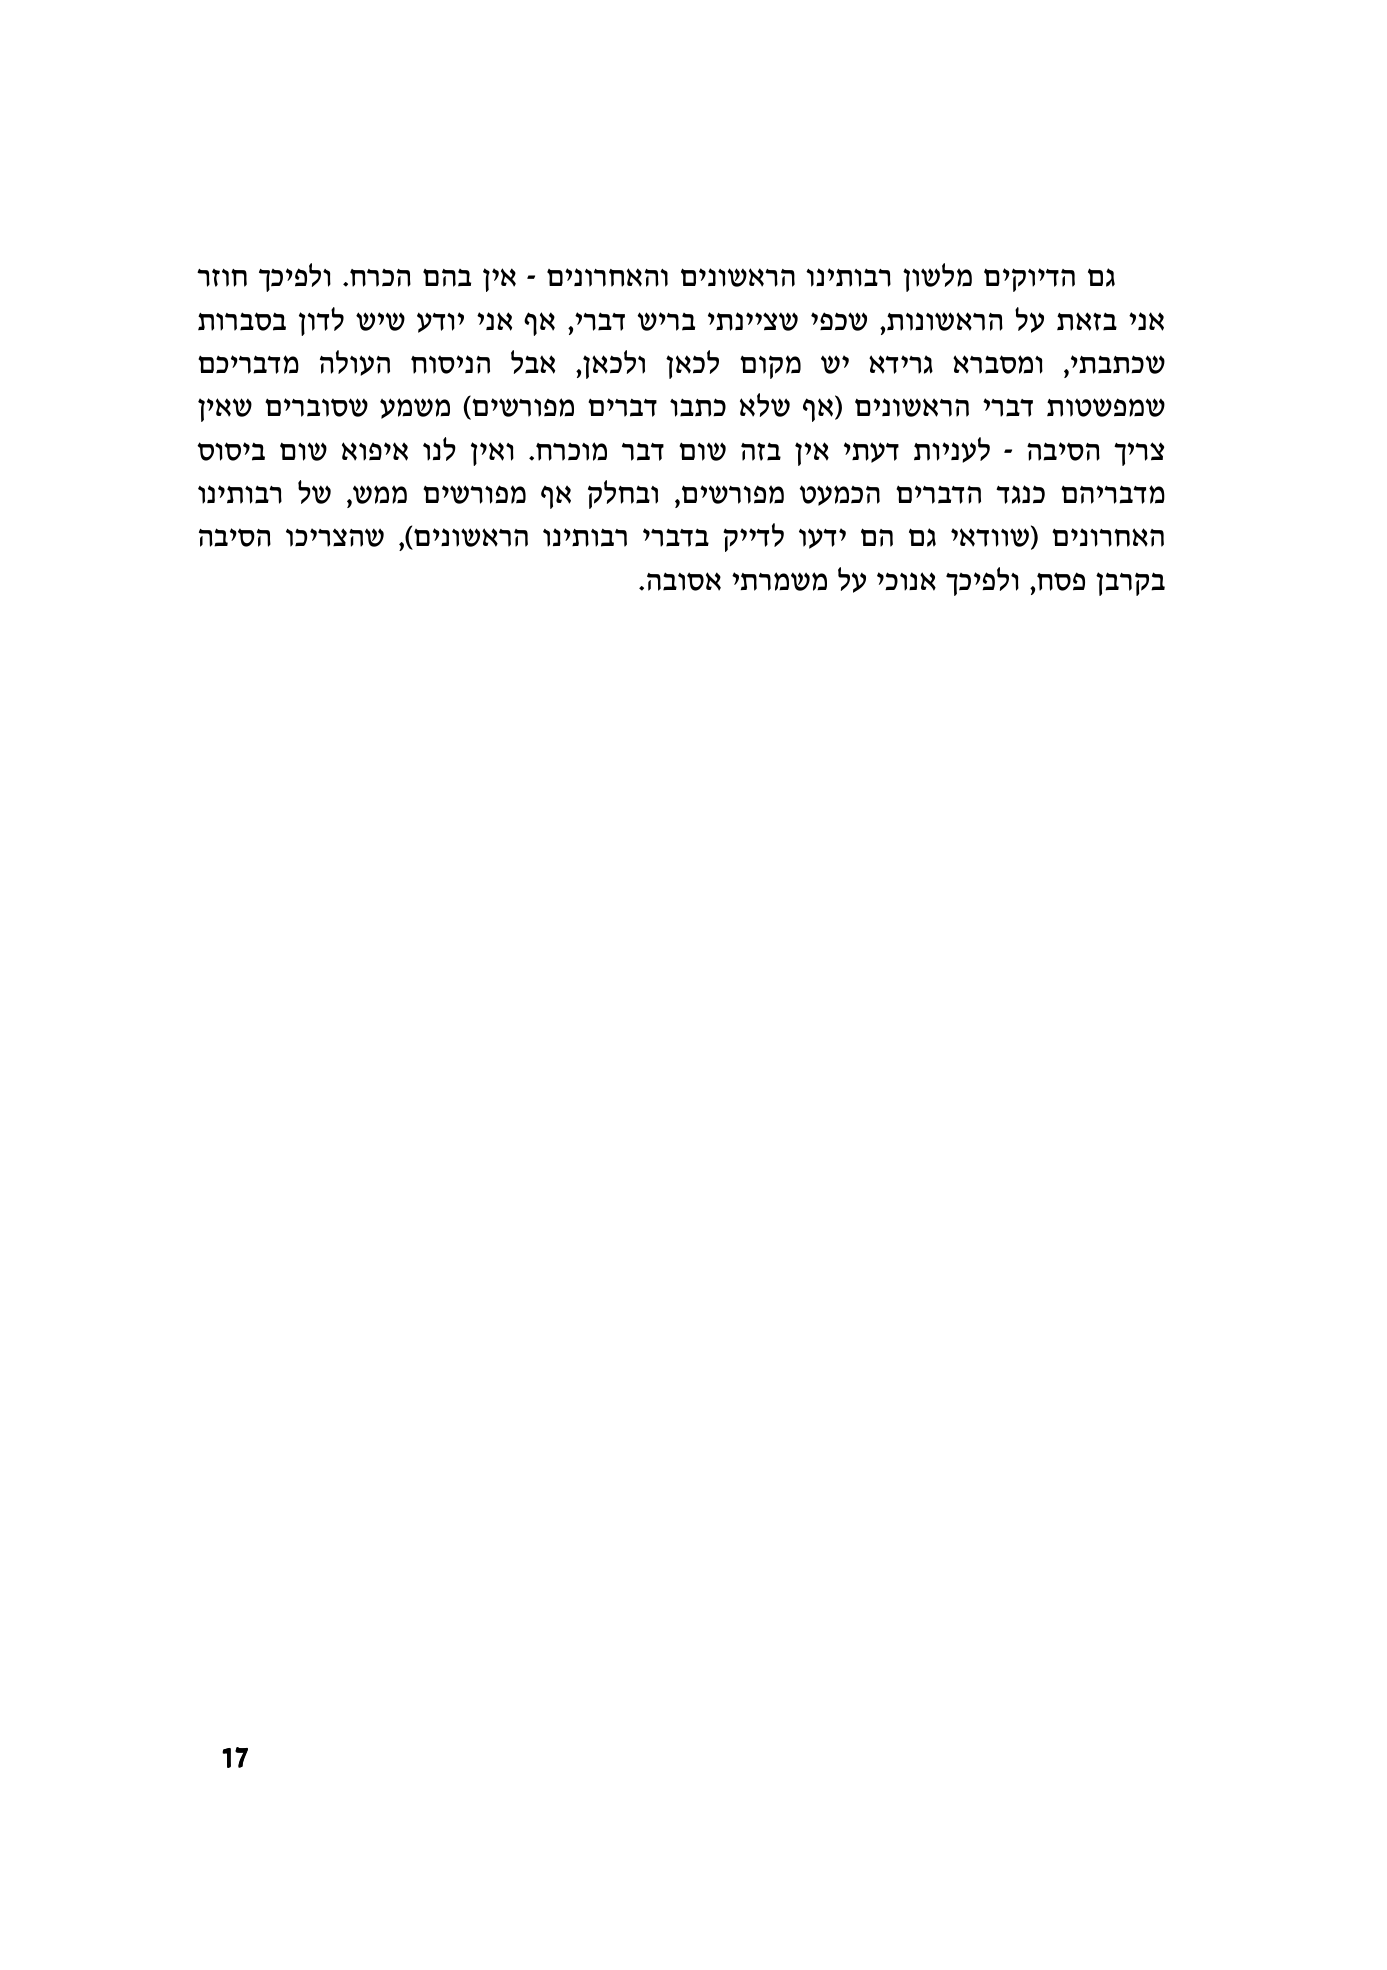 גם הדיוקים מלשון רבותינו הראשונים והאחרונים - אין בהם הכרח. ולפיכך חוזר
אני בזאת על הראשונות, שכפי שציינתי בריש דברי, אף אני יודע שיש לדון בסברות
שכתבתי, ומסברא גרידא יש מקום לכאן ולכאן, אבל הניסוח העולה מדבריכם
שמפשטות דברי הראשונים (אף שלא כתבו דברים מפורשים) משמע שסוברים שאין
צריך הסיבה - לעניות דעתי אין בזה שום דבר מוכרח. ואין לנו איפוא שום ביסוס
מדבריהם כנגד הדברים הכמעט מפורשים, ובחלק אף מפורשים ממש, של רבותינו
האחרונים (שוודאי גם הם ידעו לדייק בדברי רבותינו הראשונים), שהצריכו הסיבה
בקרבן פסח, ולפיכך אנוכי על משמרתי אסובה.
17